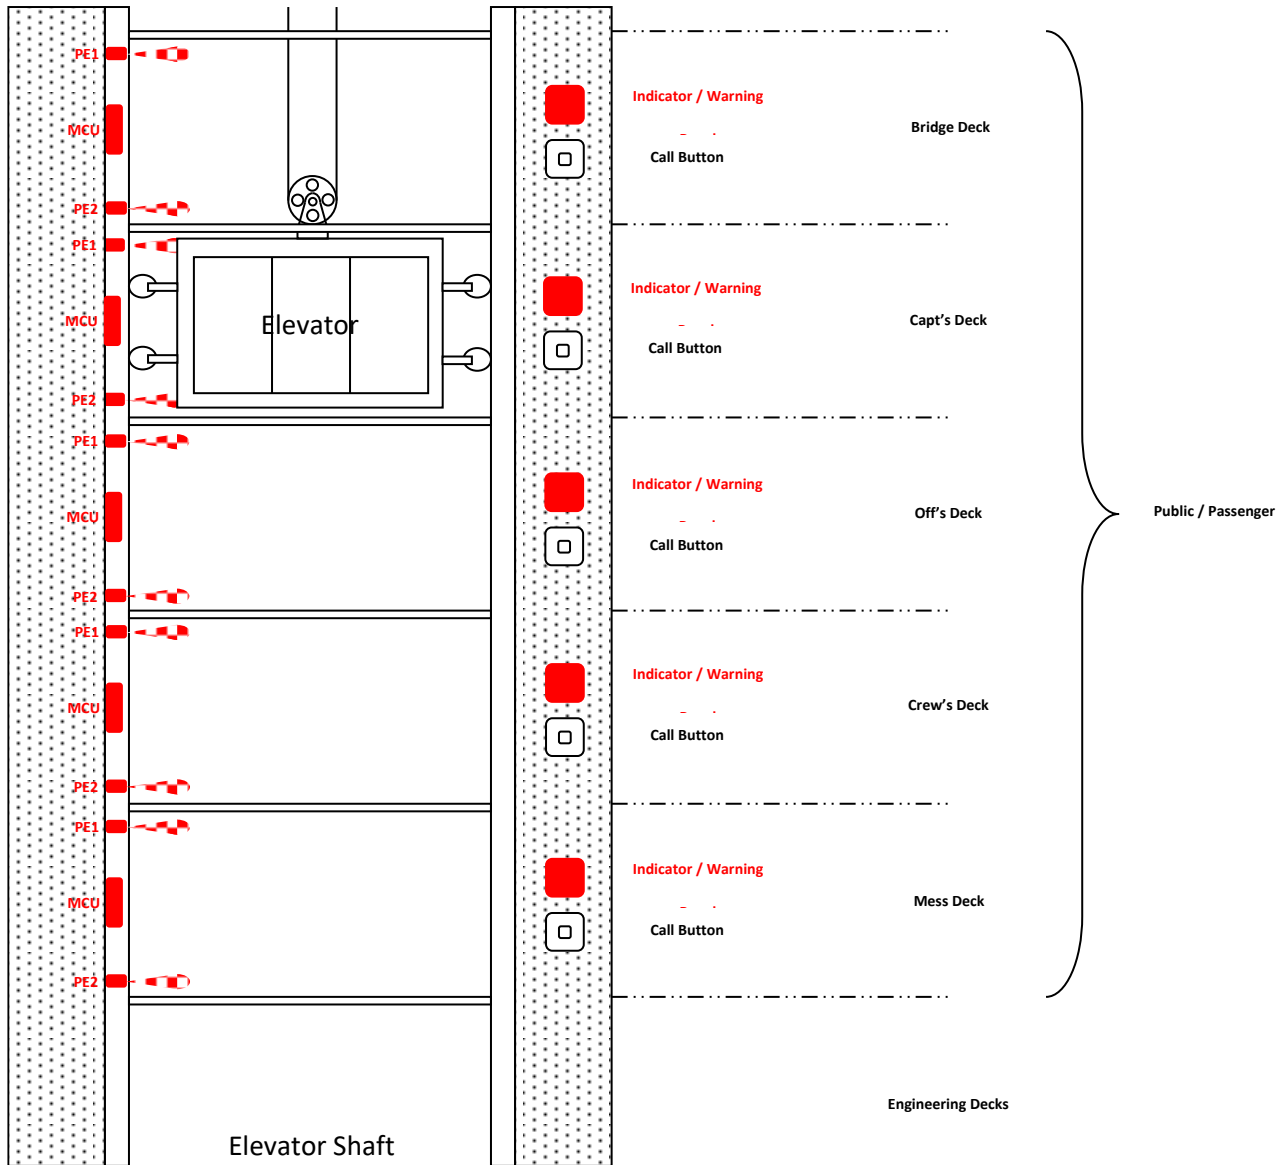 PE1
Indicator / Warning
MCU
Bridge Deck
Call Button
PE2
PE1
Indicator / Warning
MCU
Elevator
Capt's Deck
Call Button
PE2
PE1
Indicator / Warning
MCU
Off's Deck
Public / Passenger
Call Button
PE2
PE1
Indicator / Warning
MCU
Crew's Deck
Call Button
PE2
PE1
Indicator / Warning
MCU
Mess Deck
Call Button
PE2
Engineering Decks
Elevator Shaft